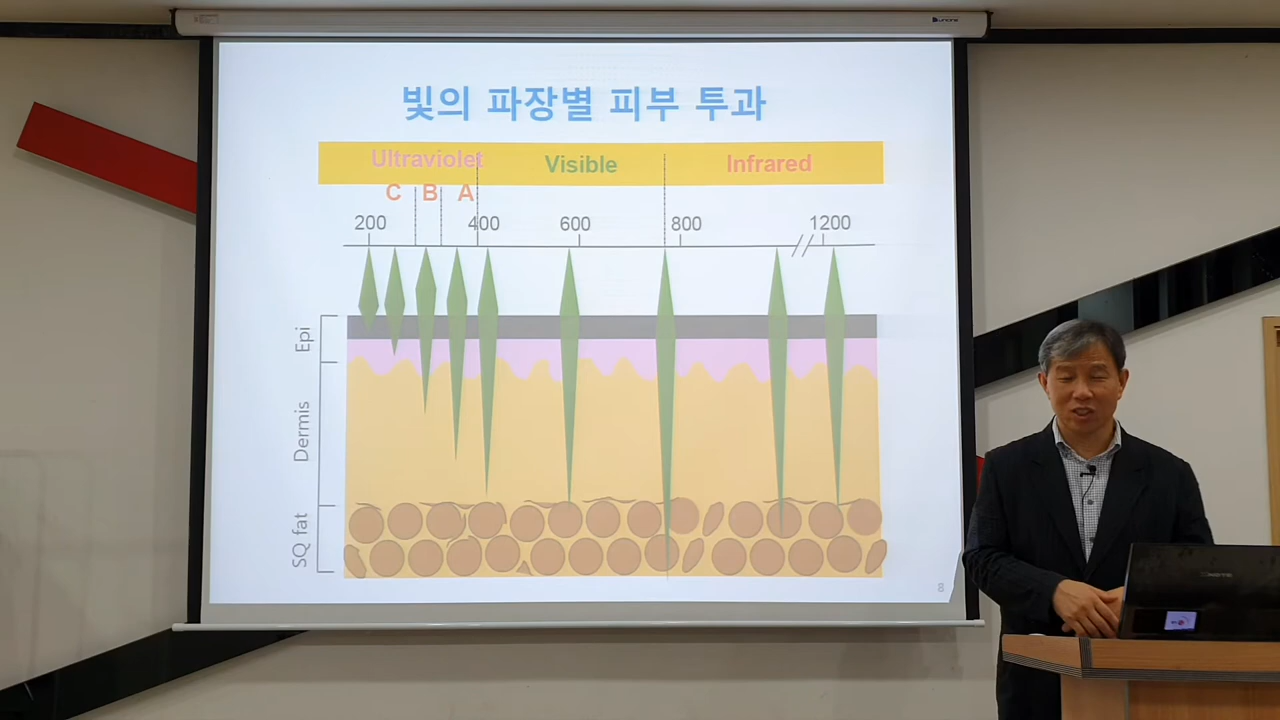 빛의 파장별 피부 투과
Ultraviolet Visible Infrared
C B A
200 400 600 800 1200
Epi
Dermis
SQ fat
8